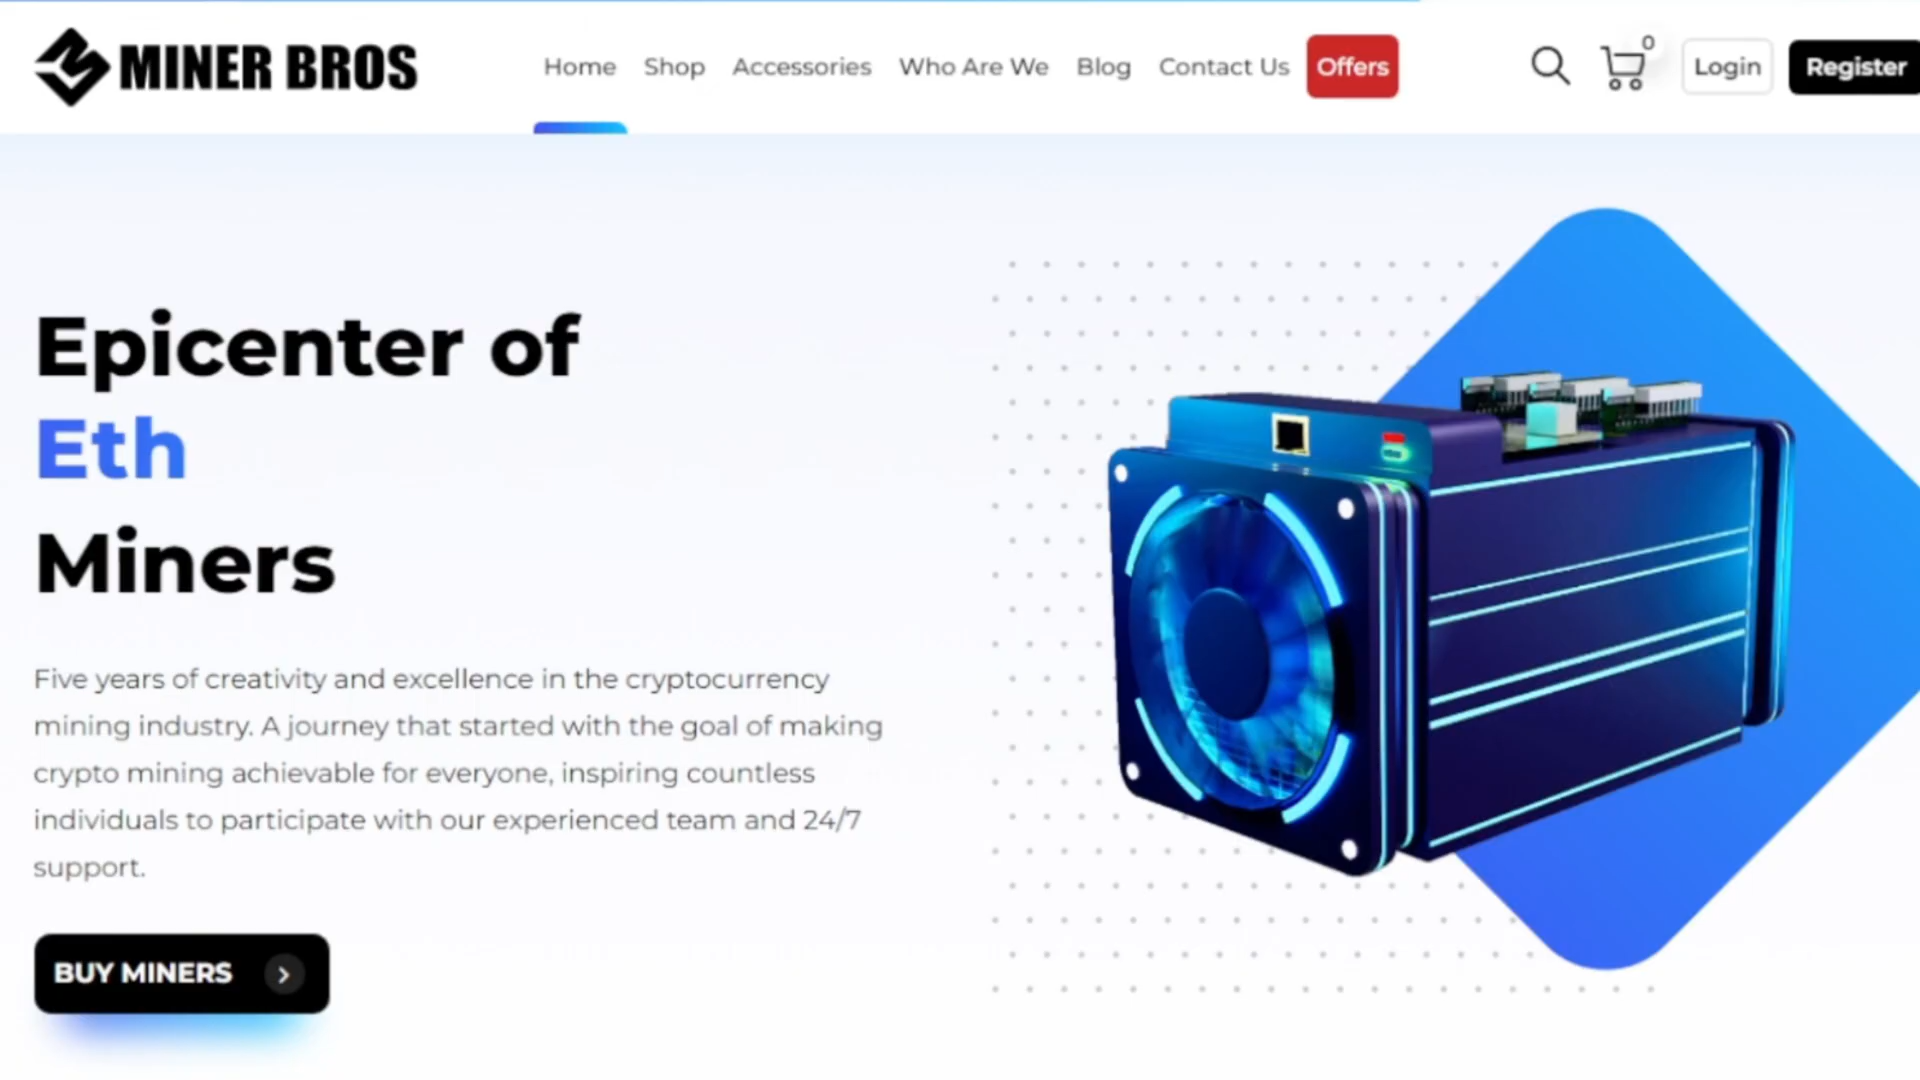 MINER BROS
Home Shop Accessories Who Are We Blog Contact Us Offers
0
Login Register
Epicenter of
Eth
Miners
Five years of creativity and excellence in the cryptocurrency
mining industry. A journey that started with the goal of making
crypto mining achievable for everyone, inspiring countless
individuals to participate with our experienced team and 24/7
support.
BUY MINERS